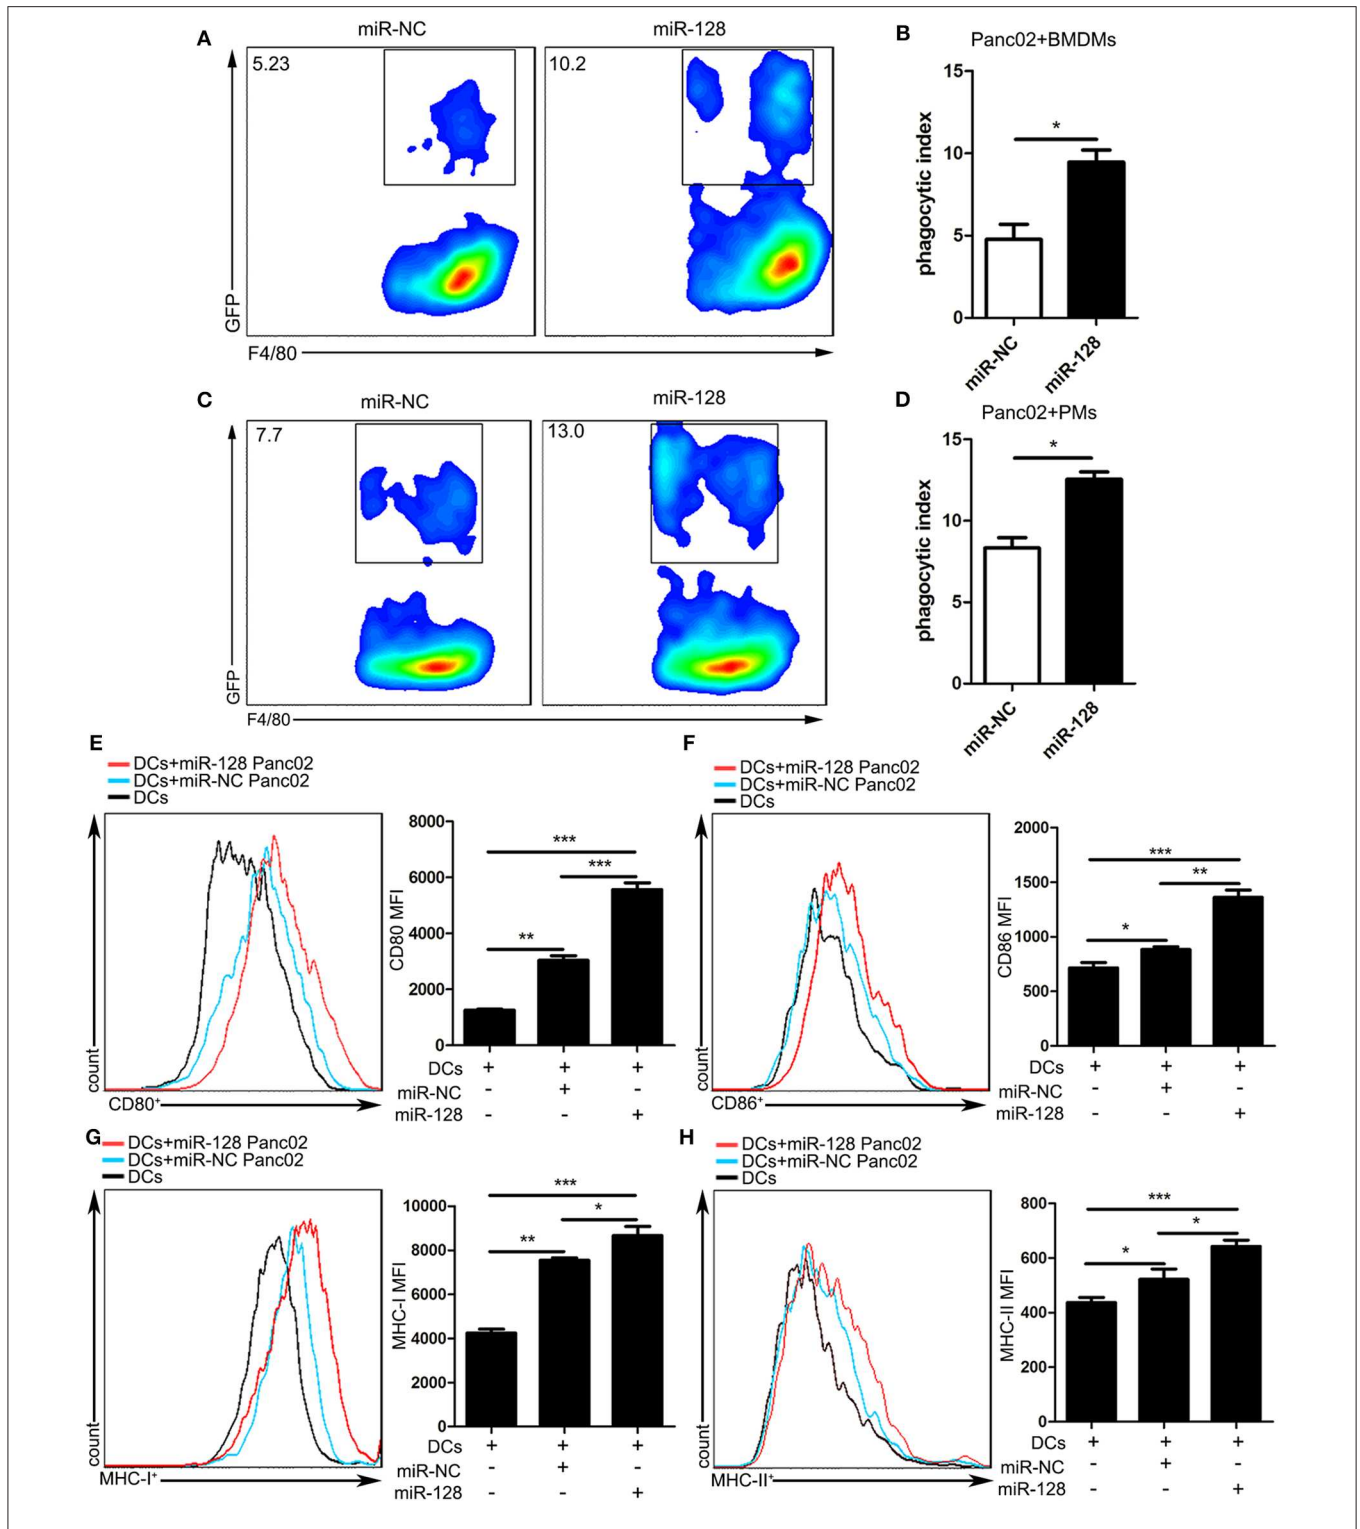 A
miR-NC
miR-128
5.23
10.2
GFP
F4/80
B
Panc02+BMDMs
phagocytic index
15
10
5
0
*
miR-NC
miR-128
C
miR-NC
miR-128
7.7
13.0
GFP
F4/80
D
Panc02+PMs
phagocytic index
15
10
5
0
*
miR-NC
miR-128
E
DCs+miR-128 Panc02
DCs+miR-NC Panc02
DCs
count
CD80⁺
CD80 MFI
8000
6000
4000
2000
0
***
***
**
DCs + + +
miR-NC - + -
miR-128 - - +
F
DCs+miR-128 Panc02
DCs+miR-NC Panc02
DCs
count
CD86⁺
CD86 MFI
2000
1500
1000
500
0
***
**
*
DCs + + +
miR-NC - + -
miR-128 - - +
G
DCs+miR-128 Panc02
DCs+miR-NC Panc02
DCs
count
MHC-I⁺
MHC-I MFI
10000
8000
6000
4000
2000
0
***
*
**
DCs + + +
miR-NC - + -
miR-128 - - +
H
DCs+miR-128 Panc02
DCs+miR-NC Panc02
DCs
count
MHC-II⁺
MHC-II MFI
800
600
400
200
0
***
*
*
DCs + + +
miR-NC - + -
miR-128 - - +